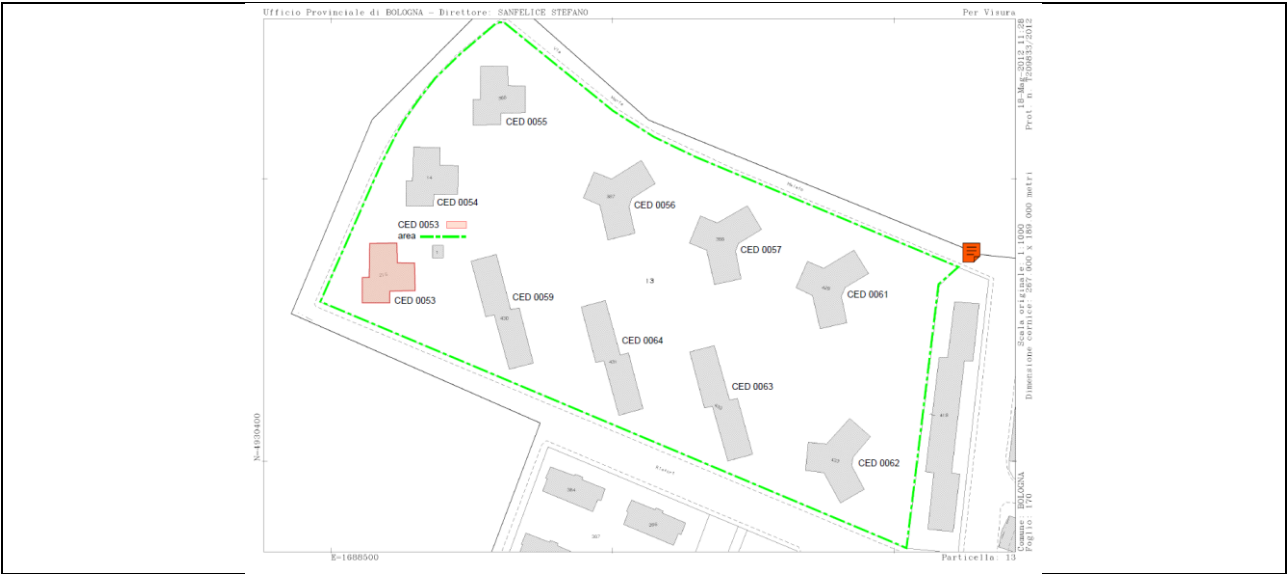 Ufficio Provinciale di BOLOGNA - Direttore: SANFELICE STEFANO
Per Visura
CED 0055
CED 0054
CED 0056
CED 0053
area
CED 0057
CED 0053
CED 0059
13
CED 0061
CED 0064
CED 0063
CED 0062
N=4930400
E=1688500
Particella: 13
18-Mag-2012 11:28
Prot. n. T209833/2012
Scala originale: 1:1000
Dimensione cornice: 267.000 x 189.000 metri
Comune: BOLOGNA
Foglio: 170